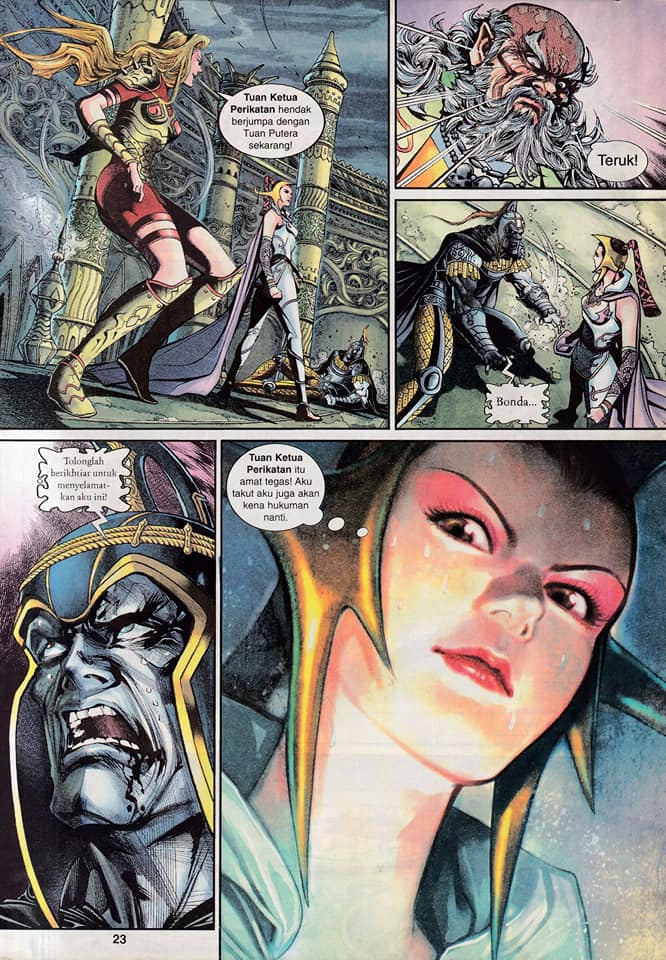 Tuan Ketua
Perikatan hendak
berjumpa dengan
Tuan Putera
sekarang!
Teruk!
Bonda...
Tolonglah
berikhtiar untuk
menyelamat-
kan aku ini!
Tuan Ketua
Perikatan itu
amat tegas! Aku
takut aku juga akan
kena hukuman
nanti.
23